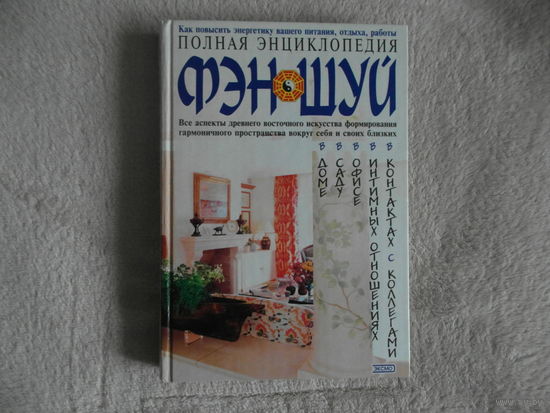 Как повысить энергетику вашего питания, отдыха, работы
ПОЛНАЯ ЭНЦИКЛОПЕДИЯ
ФЭН ШУЙ
Все аспекты древнего восточного искусства формирования
гармоничного пространства вокруг себя и своих близких
В ДОМЕ
В САДУ
В ОФИСЕ
В ИНТИМНЫХ ОТНОШЕНИЯХ
В КОНТАКТАХ С КОЛЛЕГАМИ
ЭКСМО